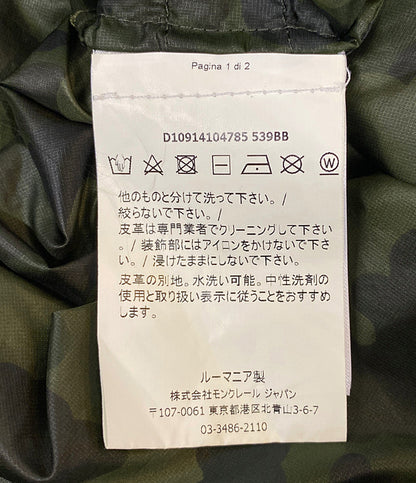 Pagina 1 di 2
D10914104785 539BB
他のものと分けて洗って下さい。/
絞らないで下さい。/
皮革は専門業者でクリーニングして下さい
。/ 装飾部にはアイロンをかけないで下さ
い。/ 浸けたままにしないで下さい。
皮革の別地。水洗い可能。中性洗剤の
使用と取り扱い表示に従うことをおすすめ
します。
ルーマニア製
株式会社モンクレール ジャパン
〒107-0061 東京都港区北青山3-6-7
03-3486-2110